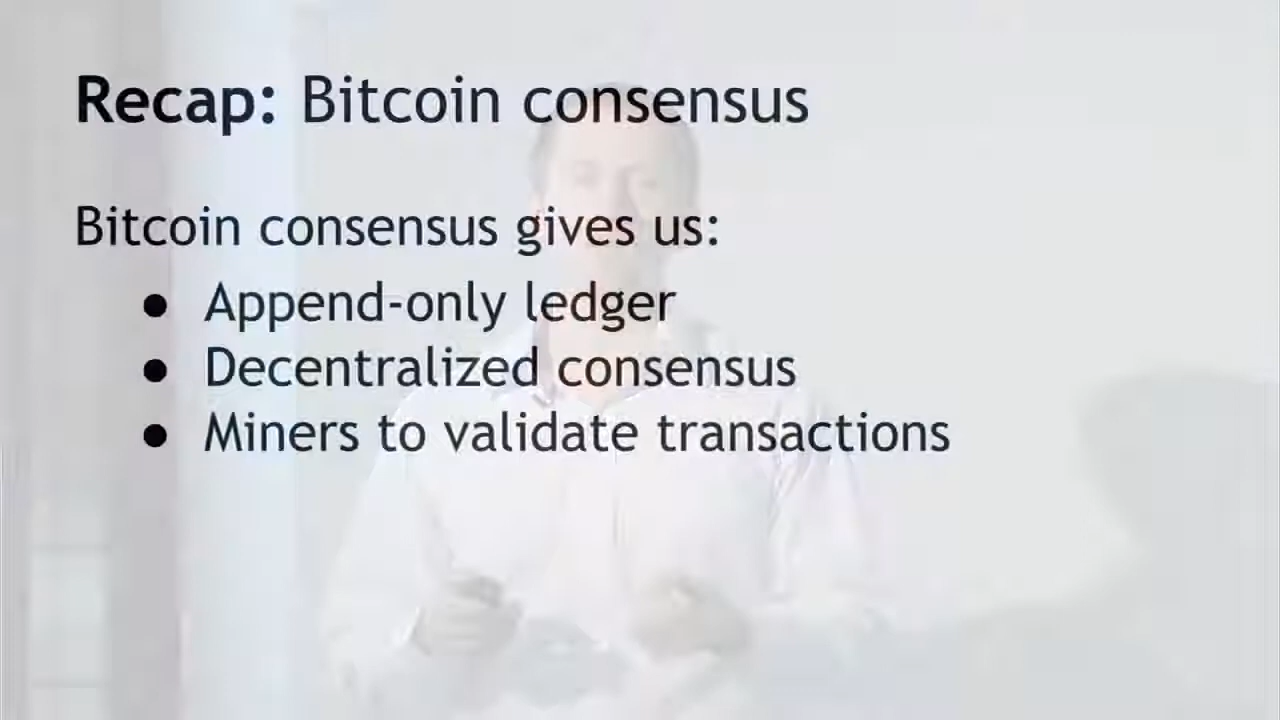 Recap: Bitcoin consensus
Bitcoin consensus gives us:
● Append-only ledger
● Decentralized consensus
● Miners to validate transactions